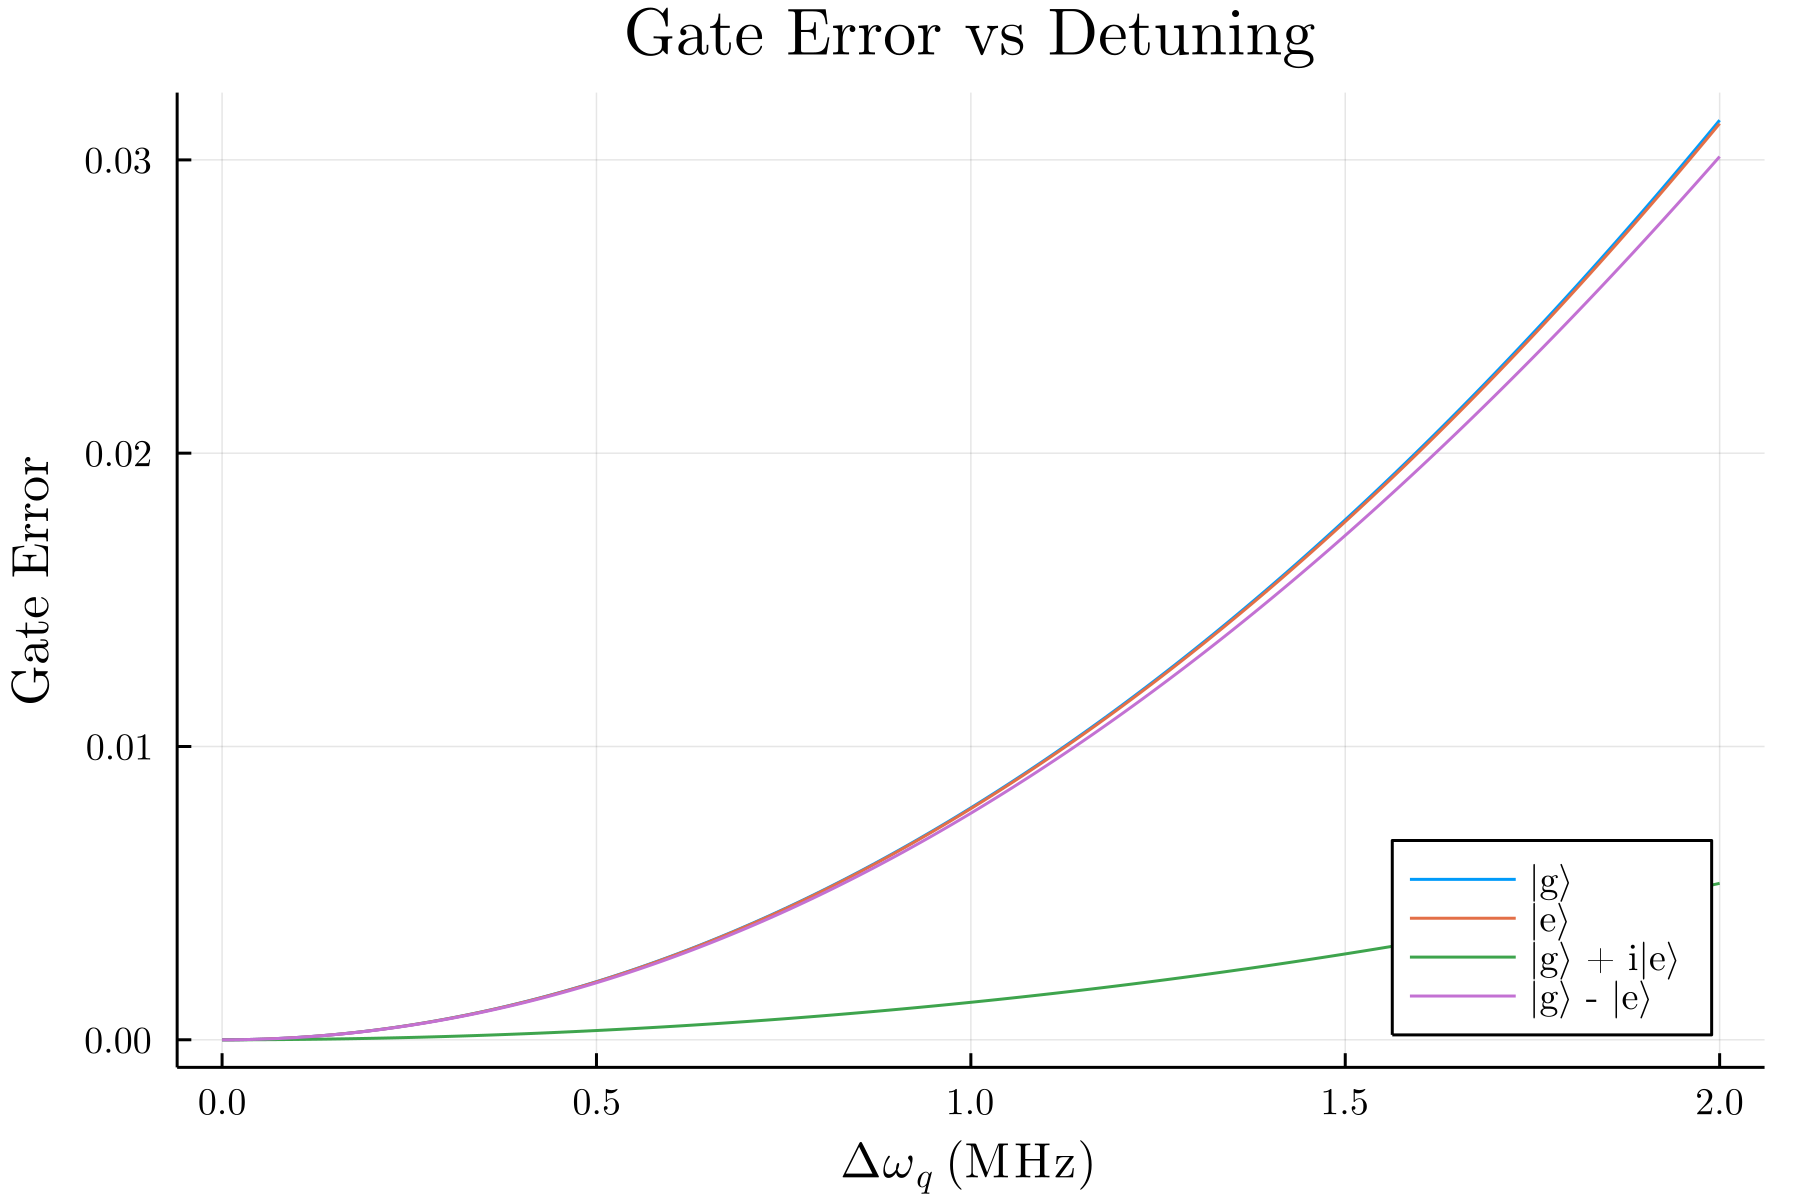 Gate Error vs Detuning
Gate Error
0.03
0.02
0.01
0.00
|g⟩
|e⟩
|g⟩ + i|e⟩
|g⟩ - |e⟩
0.0 0.5 1.0 1.5 2.0
Δω_q (MHz)